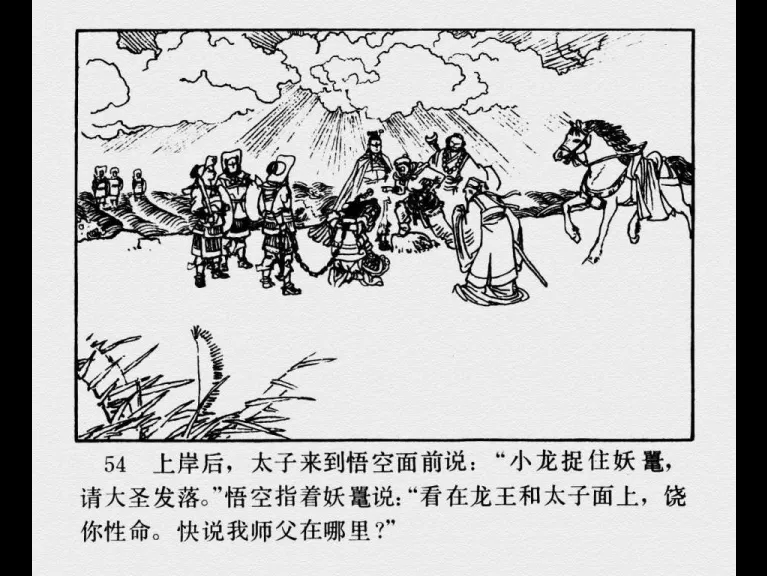 54 上岸后，太子来到悟空面前说：“小龙捉住妖鼍，
请大圣发落。”悟空指着妖鼍说：“看在龙王和太子面上，饶
你性命。快说我师父在哪里？”